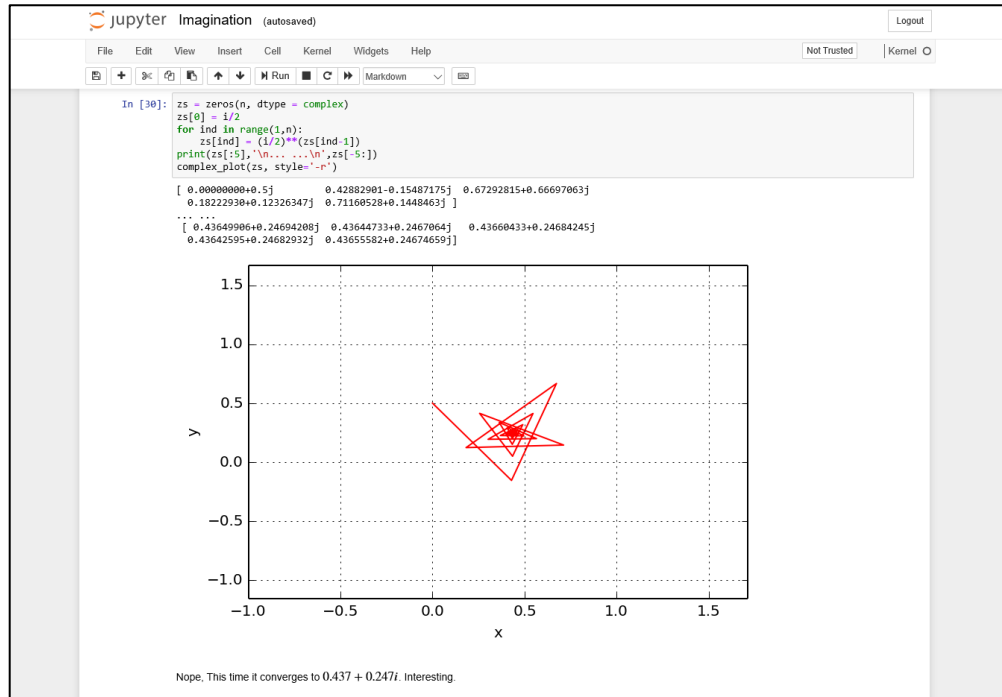 jupyter Imagination (autosaved) Logout
File Edit View Insert Cell Kernel Widgets Help Not Trusted Kernel
Run Markdown
In [30]: zs = zeros(n, dtype = complex)
zs[0] = i/2
for ind in range(1,n):
    zs[ind] = (i/2)**(zs[ind-1])
print(zs[:5],'\n... ...\n',zs[-5:])
complex_plot(zs, style='-r')
[ 0.00000000+0.5j 0.42882901-0.15487175j 0.67292815+0.66697063j
0.18222930+0.12326347j 0.71160528+0.1448463j ]
... ...
[ 0.43649906+0.24694208j 0.43644733+0.2467064j 0.43660433+0.24684245j
0.43642595+0.24682932j 0.43655582+0.24674659j]
1.5
1.0
0.5
y
0.0
−0.5
−1.0
−1.0 −0.5 0.0 0.5 1.0 1.5
x
Nope, This time it converges to 0.437 + 0.247i. Interesting.